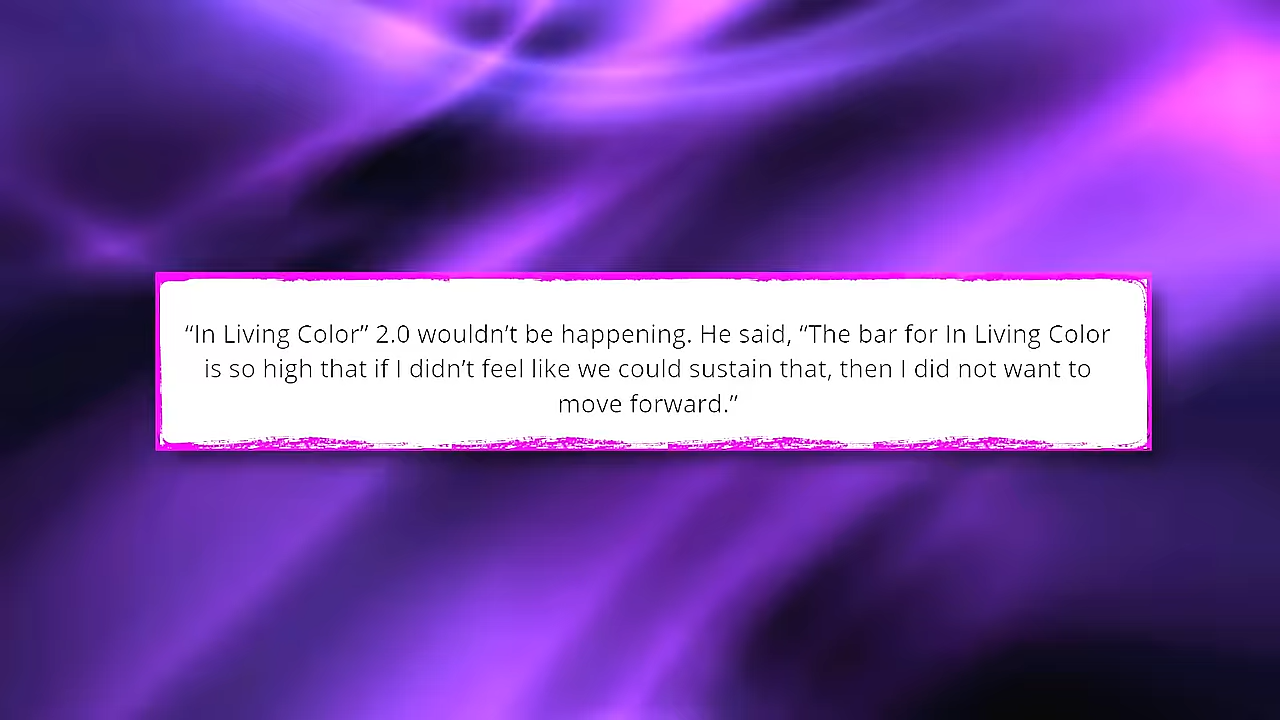 “In Living Color” 2.0 wouldn’t be happening. He said, “The bar for In Living Color
is so high that if I didn’t feel like we could sustain that, then I did not want to
move forward.”